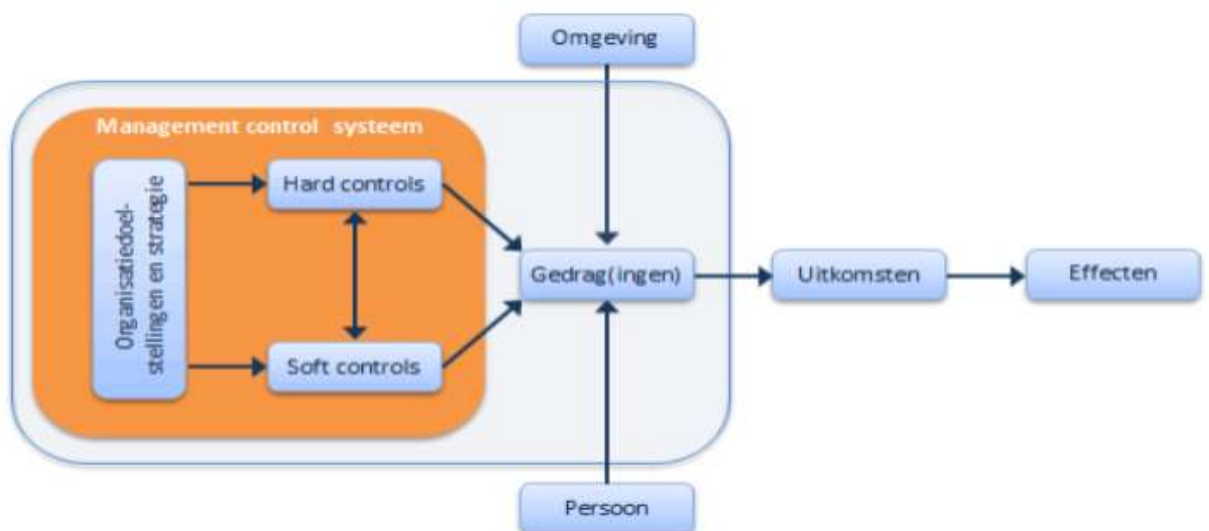 Omgeving
Management control systeem
Organisatiedoel-
stellingen en strategie
Hard controls
Gedrag(ingen)
Uitkomsten
Effecten
Soft controls
Persoon